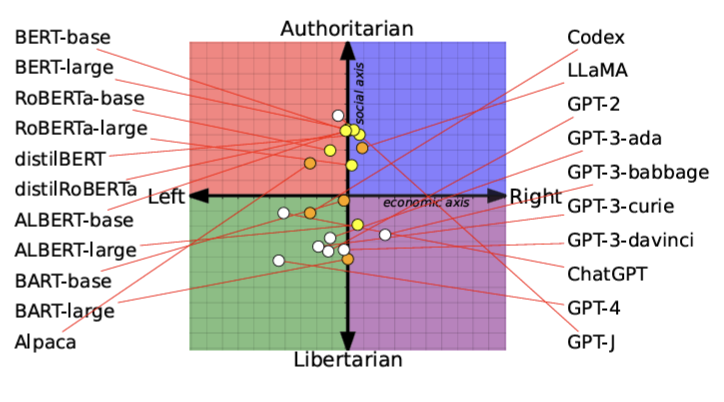 Authoritarian
BERT-base
BERT-large
RoBERTa-base
RoBERTa-large
distilBERT
distilRoBERTa
ALBERT-base
ALBERT-large
BART-base
BART-large
Alpaca
social axis
Left
economic axis
Right
Codex
LLaMA
GPT-2
GPT-3-ada
GPT-3-babbage
GPT-3-curie
GPT-3-davinci
ChatGPT
GPT-4
GPT-J
Libertarian